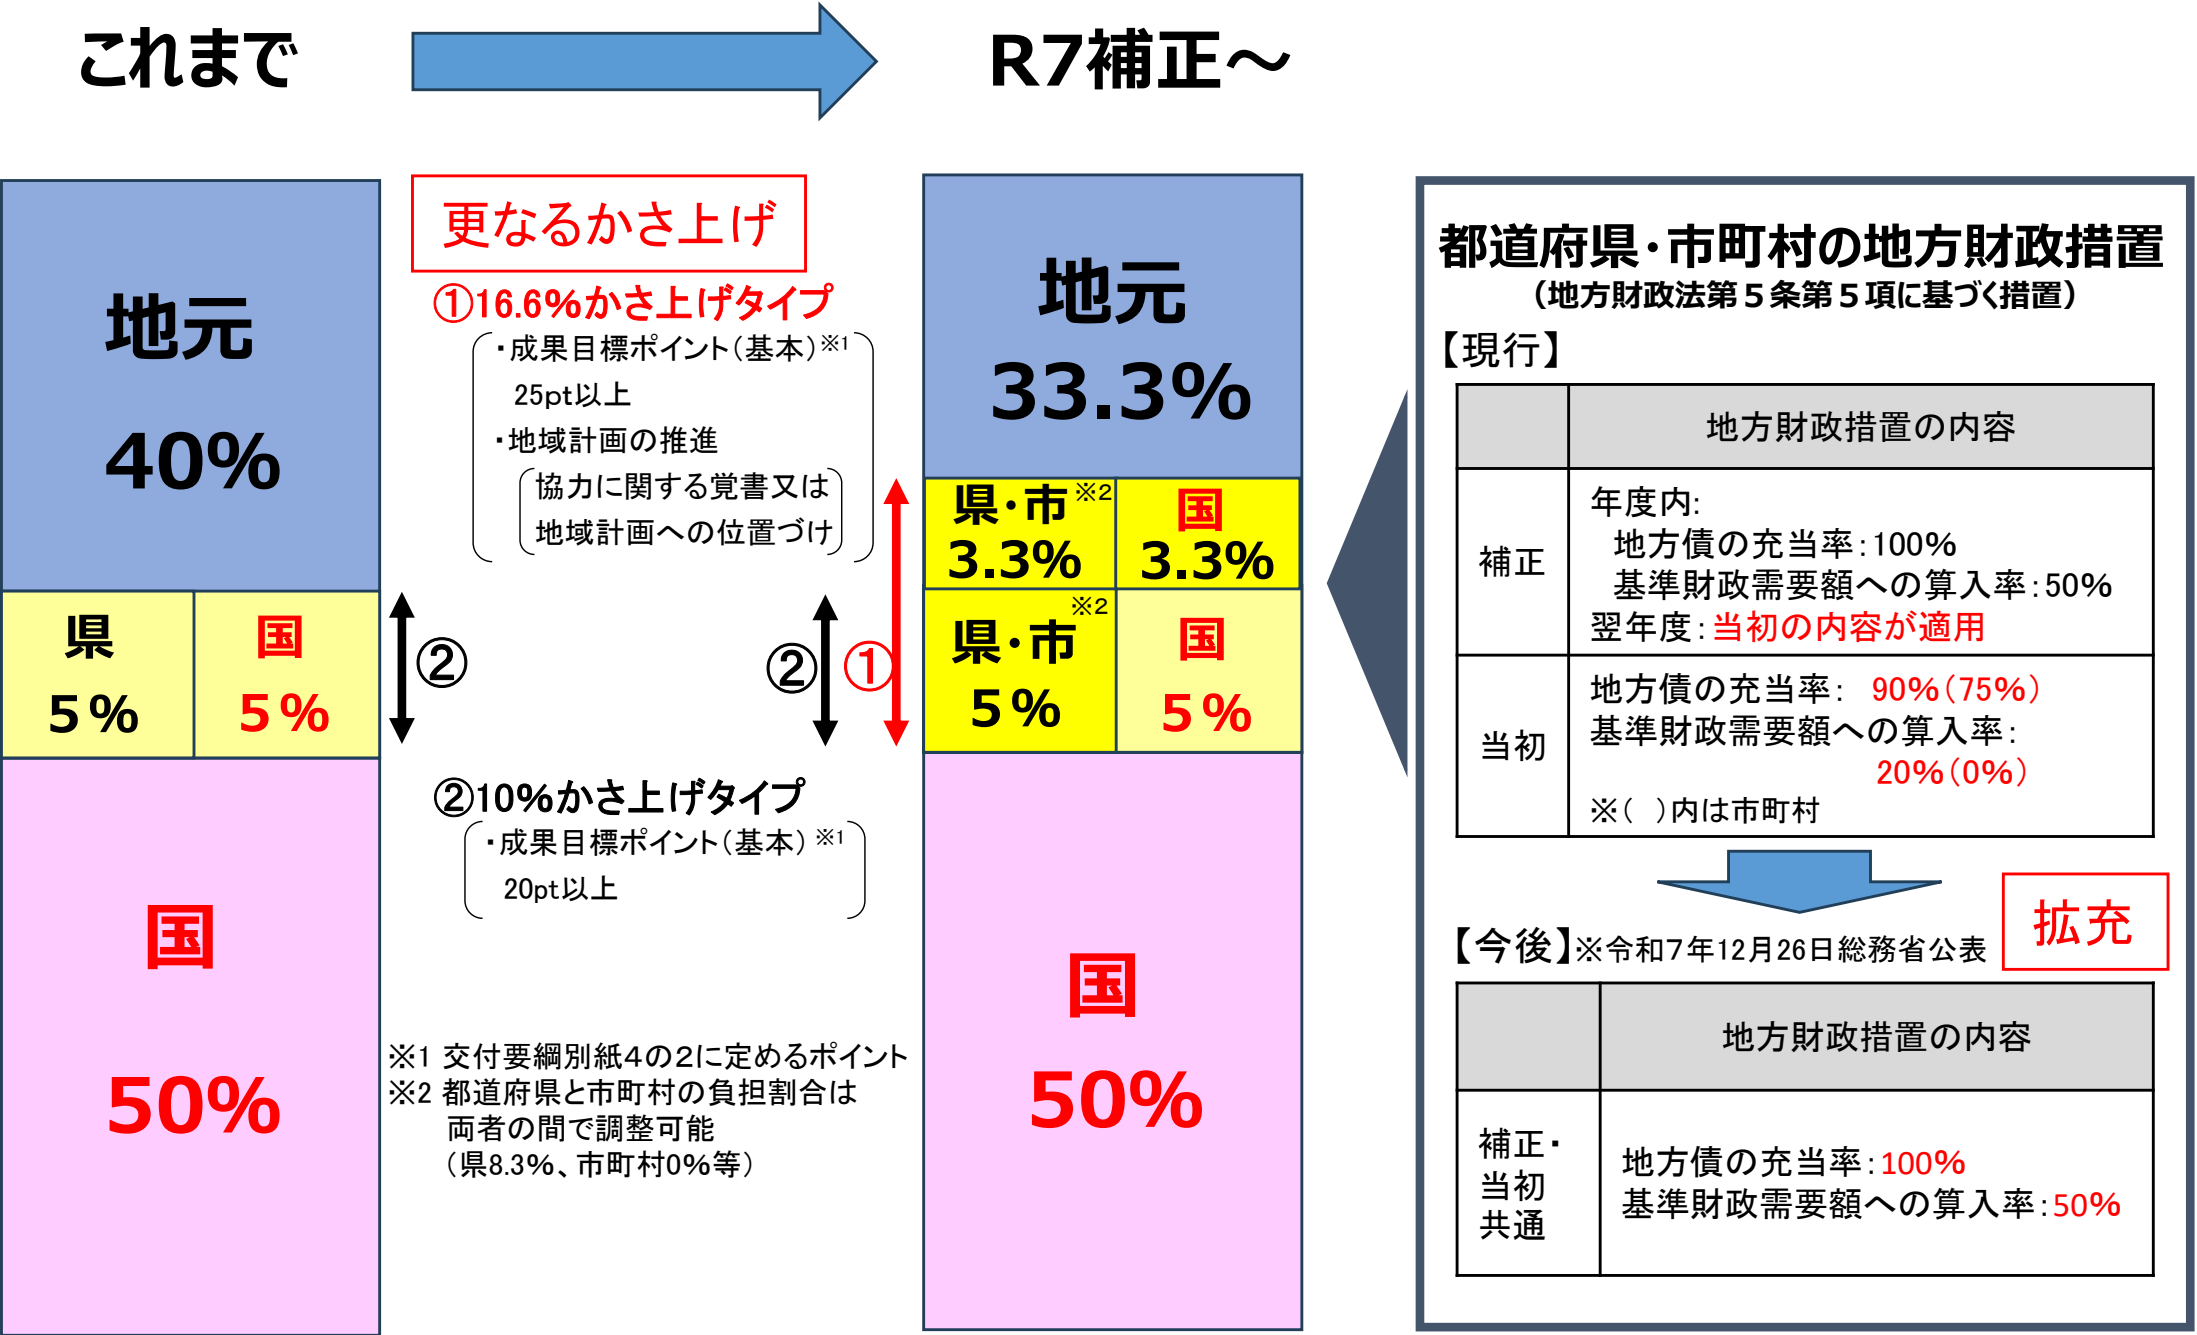 これまで
R7補正～
地元
40%
県
5%
国
5%
国
50%
更なるかさ上げ
①16.6%かさ上げタイプ
・成果目標ポイント（基本）※1
25pt以上
・地域計画の推進
協力に関する覚書又は
地域計画への位置づけ
②
②
①
②10%かさ上げタイプ
・成果目標ポイント（基本）※1
20pt以上
※1 交付要綱別紙４の２に定めるポイント
※2 都道府県と市町村の負担割合は
両者の間で調整可能
（県8.3%、市町村0%等）
地元
33.3%
県・市※2
3.3%
国
3.3%
県・市※2
5%
国
5%
国
50%
都道府県・市町村の地方財政措置
（地方財政法第５条第５項に基づく措置）
【現行】
地方財政措置の内容
補正
年度内：
地方債の充当率：100%
基準財政需要額への算入率：50%
翌年度：当初の内容が適用
当初
地方債の充当率： 90%（75%）
基準財政需要額への算入率：
20%（0%）
※（ ）内は市町村
拡充
【今後】※令和７年12月26日総務省公表
地方財政措置の内容
補正・
当初
共通
地方債の充当率：100%
基準財政需要額への算入率：50%